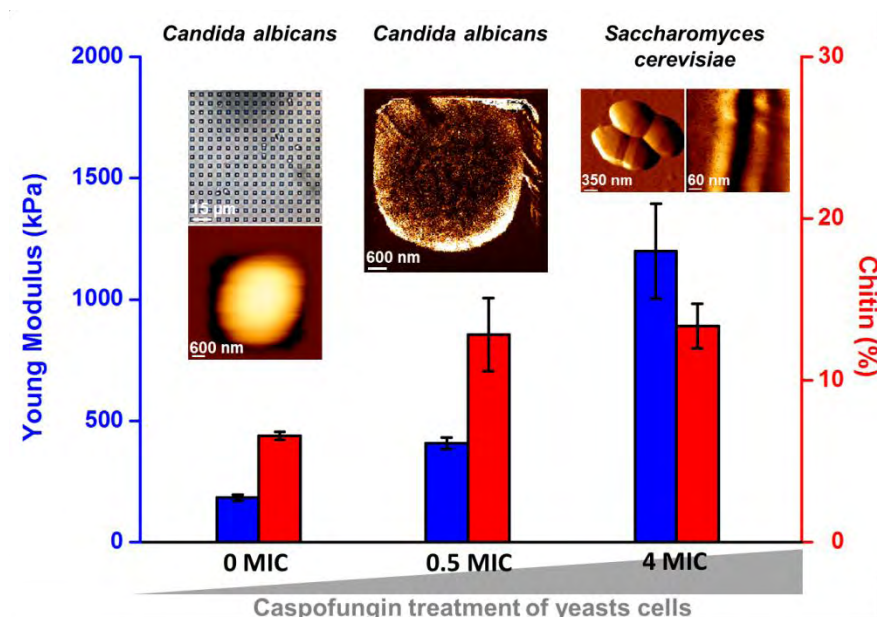 Candida albicans
Candida albicans
Saccharomyces
cerevisiae
2000
1500
1000
500
0
Young Modulus (kPa)
15 µm
600 nm
600 nm
350 nm
60 nm
30
20
10
0
Chitin (%)
0 MIC
0.5 MIC
4 MIC
Caspofungin treatment of yeasts cells